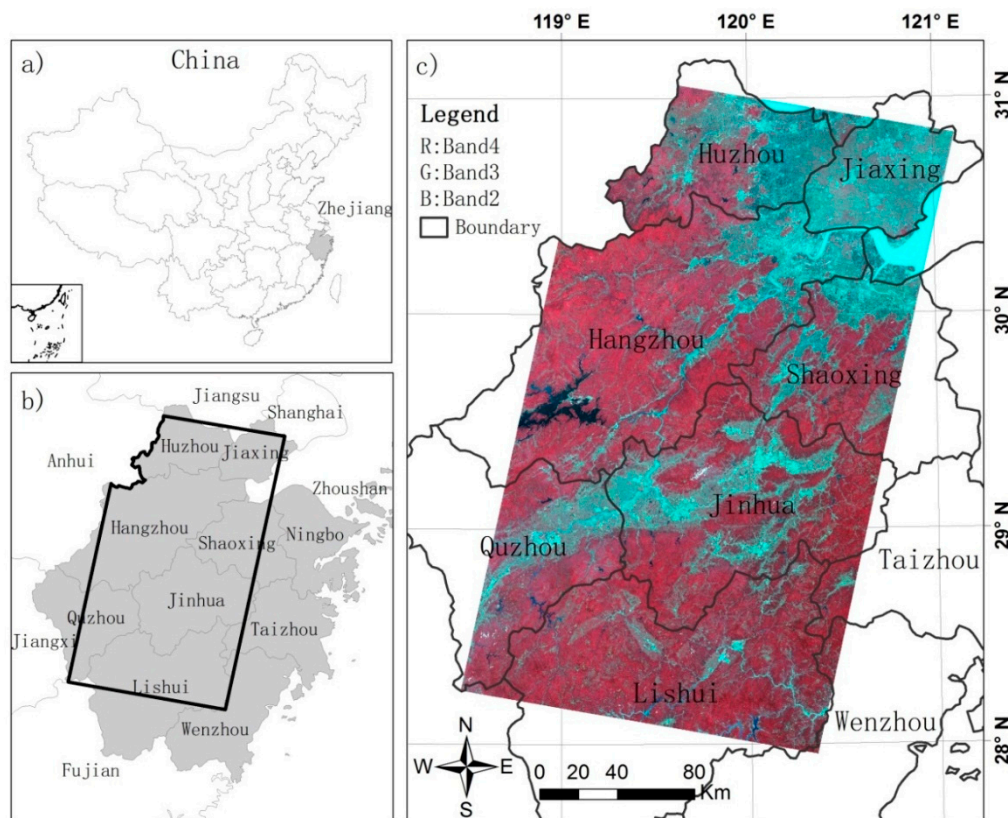 a)
China
Zhejiang
b)
Jiangsu
Shanghai
Huzhou
Jiaxing
Anhui
Zhoushan
Hangzhou
Ningbo
Shaoxing
Jinhua
Quzhou
Taizhou
Jiangxi
Lishui
Wenzhou
Fujian
119° E
120° E
121° E
c)
31° N
Legend
R:Band4
G:Band3
B:Band2
Boundary
Huzhou
Jiaxing
30° N
Hangzhou
Shaoxing
29° N
Jinhua
Quzhou
Taizhou
Lishui
Wenzhou
28° N
N
W
E
S
0 20 40 80
Km